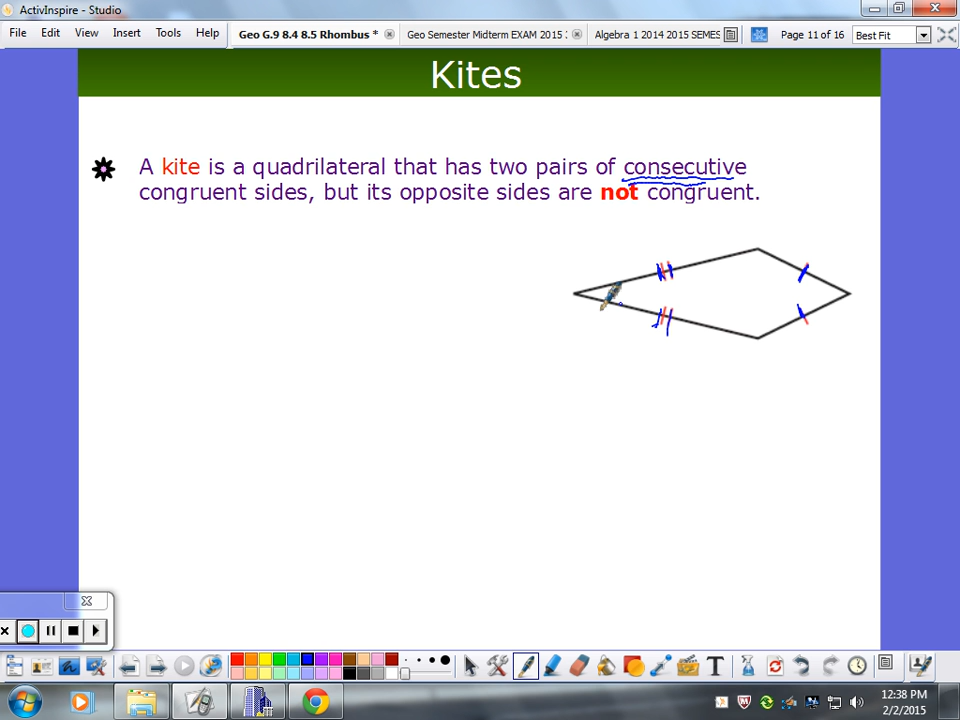 ActivInspire - Studio
File Edit View Insert Tools Help
Geo G.9 8.4 8.5 Rhombus *
Geo Semester Midterm EXAM 2015
Algebra 1 2014 2015 SEMES
Page 11 of 16
Best Fit
Kites
A kite is a quadrilateral that has two pairs of consecutive
congruent sides, but its opposite sides are not congruent.
12:38 PM
2/2/2015